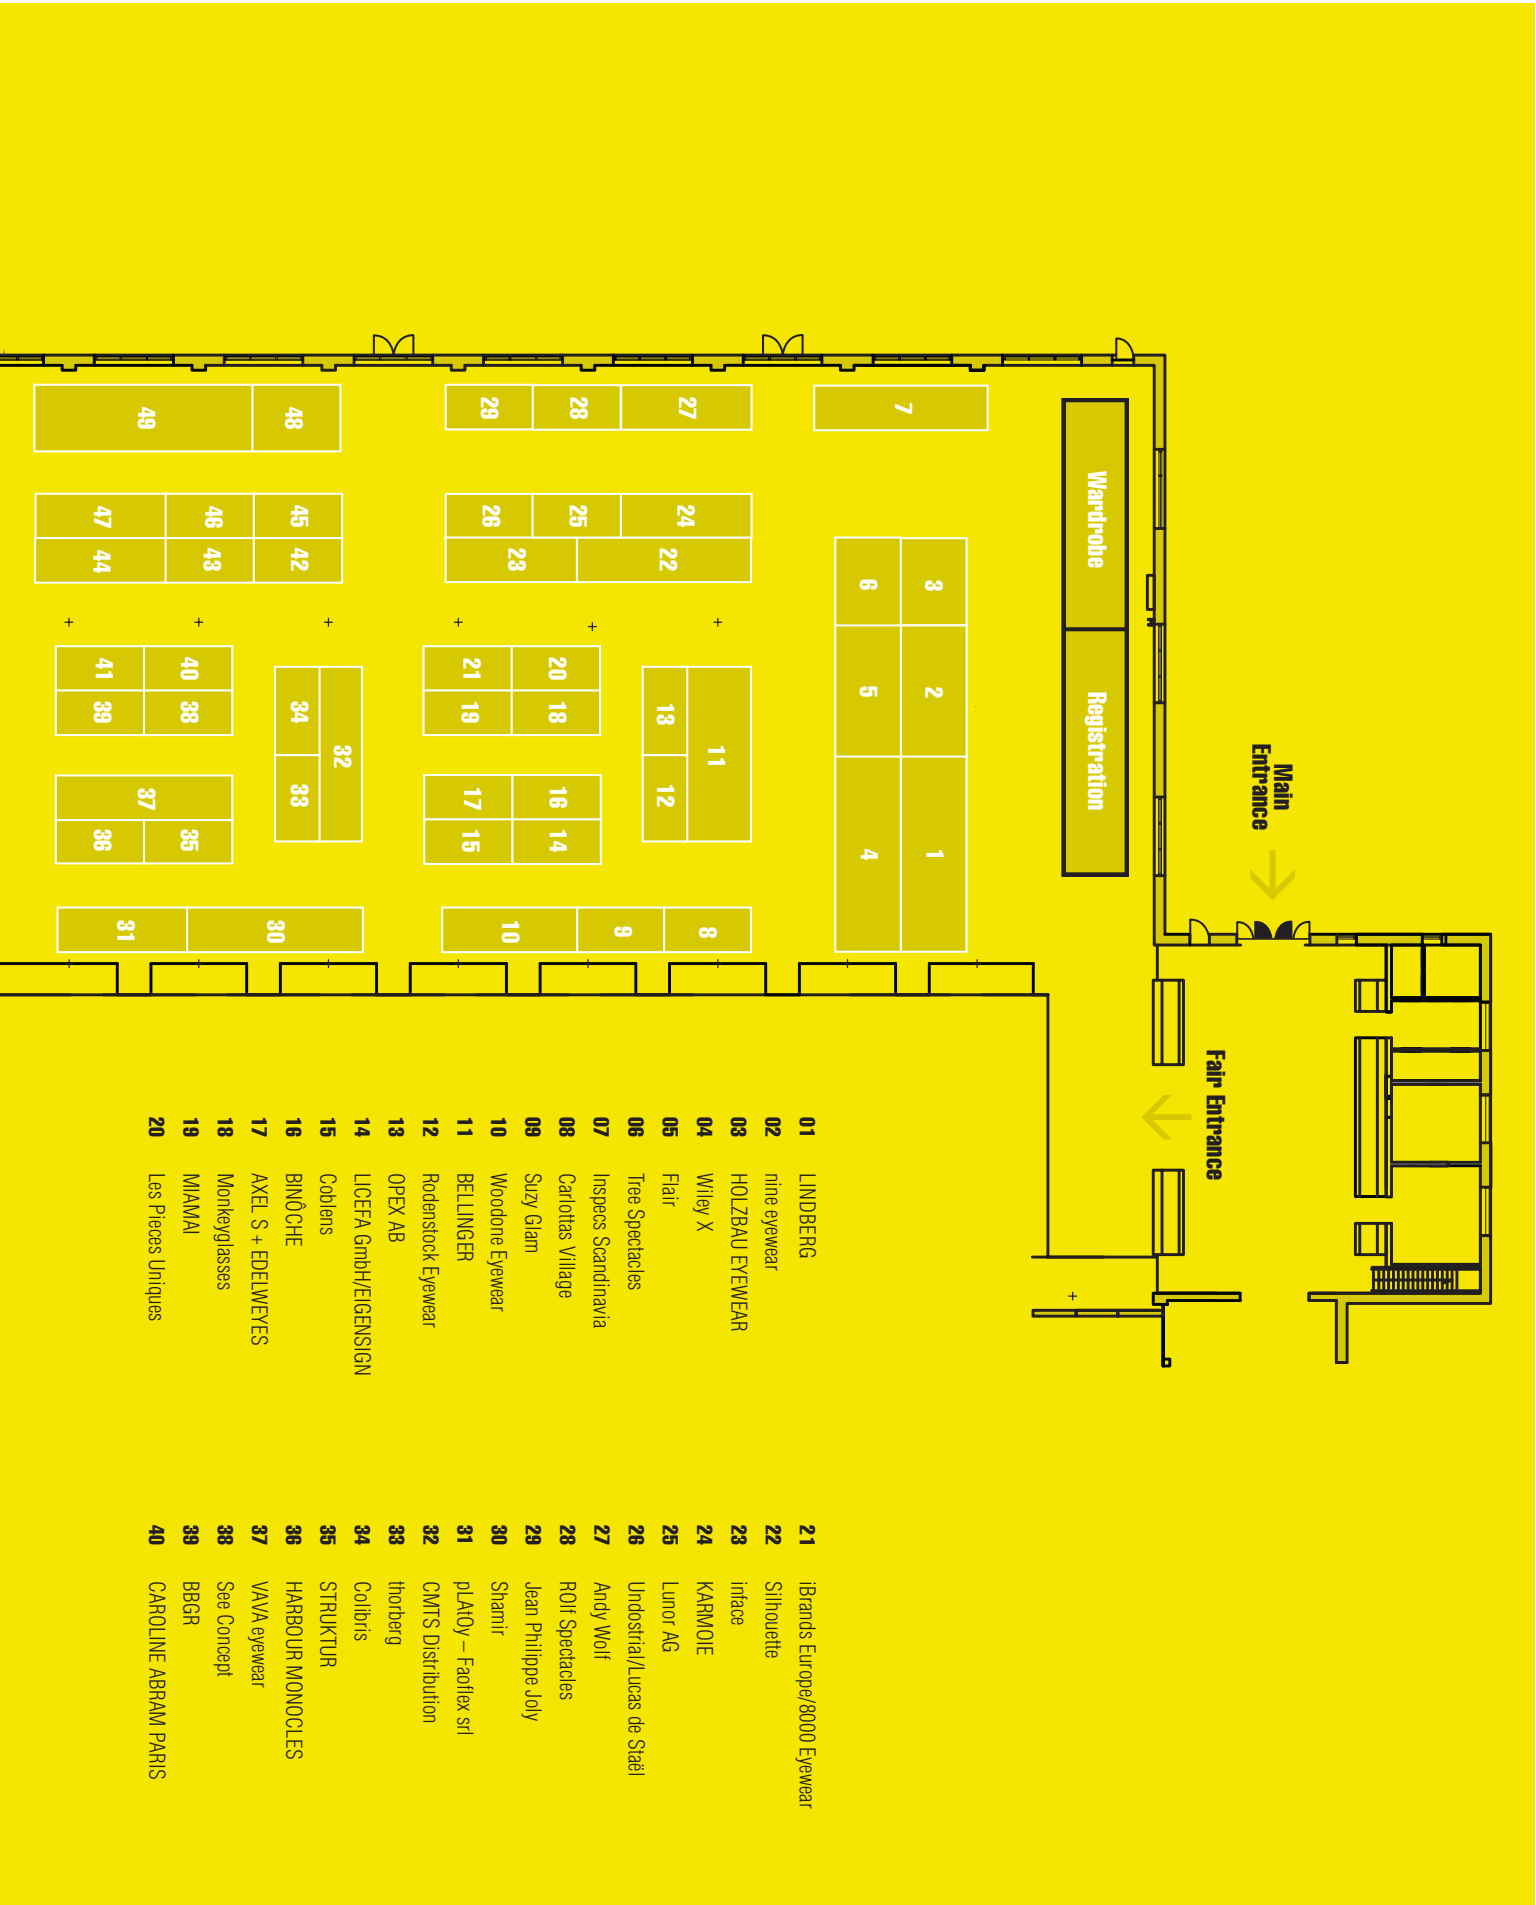 Main
Entrance
Fair Entrance
Wardrobe
Registration
3
2
1
7
6
5
4
11
8
27
24
22
13
12
9
28
25
20
18
16
14
23
10
29
26
21
19
17
15
32
48
45
42
34
33
30
46
43
40
38
35
49
37
31
47
44
41
39
36
01 LINDBERG
02 nine eyewear
03 HOLZBAU EYEWEAR
04 Wiley X
05 Flair
06 Tree Spectacles
07 Inspecs Scandinavia
08 Carlottas Village
09 Suzy Glam
10 Woodone Eyewear
11 BELLINGER
12 Rodenstock Eyewear
13 OPEX AB
14 LICEFA GmbH/EIGENSIGN
15 Coblens
16 BINÔCHE
17 AXEL S + EDELWEYES
18 Monkeyglasses
19 MIAMAI
20 Les Pieces Uniques
21 iBrands Europe/8000 Eyewear
22 Silhouette
23 inface
24 KARMOIE
25 Lunor AG
26 Undostrial/Lucas de Staël
27 Andy Wolf
28 ROlf Spectacles
29 Jean Philippe Joly
30 Shamir
31 pLAtOy – Faoflex srl
32 CMTS Distribution
33 thorberg
34 Colibris
35 STRUKTUR
36 HARBOUR MONOCLES
37 VAVA eyewear
38 See Concept
39 BBGR
40 CAROLINE ABRAM PARIS